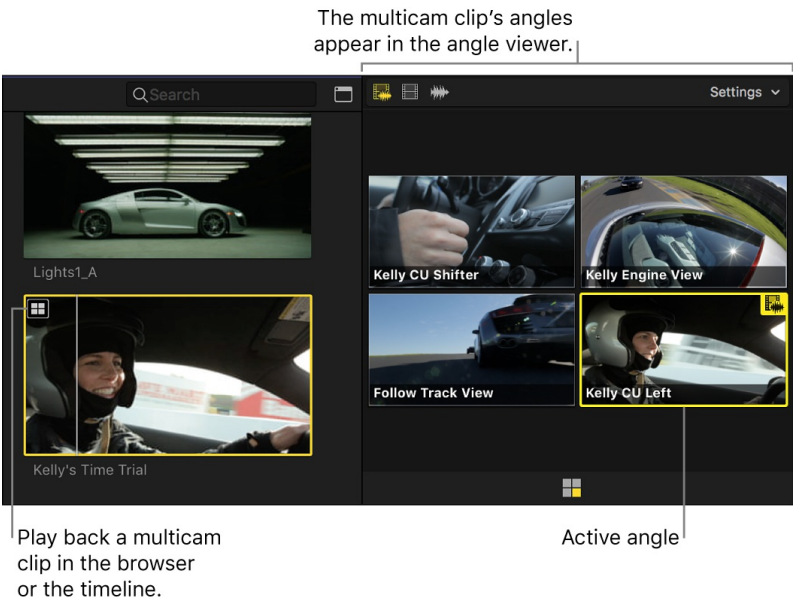 The multicam clip’s angles
appear in the angle viewer.
Search
Settings
Lights1_A
Kelly CU Shifter
Kelly Engine View
Follow Track View
Kelly CU Left
Kelly's Time Trial
Play back a multicam
clip in the browser
or the timeline.
Active angle